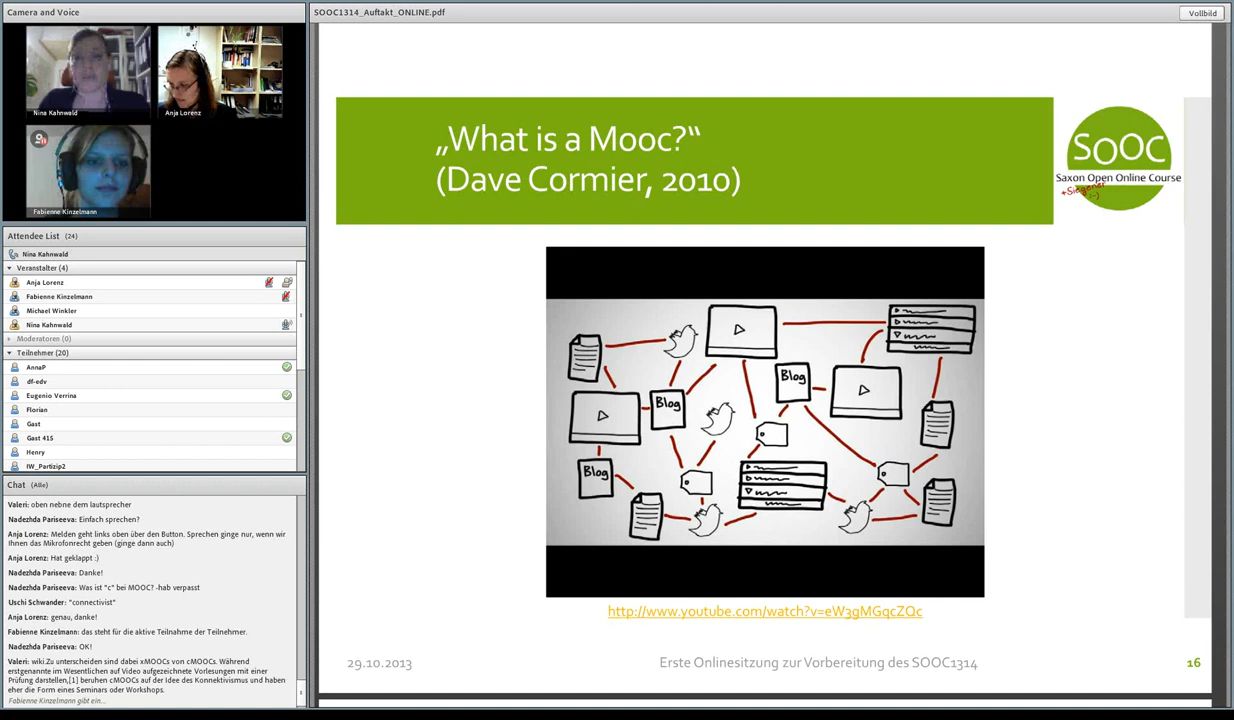 Camera and Voice
Nina Kahnwald
Anja Lorenz
Fabienne Kinzelmann
Attendee List (24)
Nina Kahnwald
Veranstalter (4)
Anja Lorenz
Fabienne Kinzelmann
Michael Winkler
Nina Kahnwald
Moderatoren (0)
Teilnehmer (20)
AnnaP
df-edv
Eugenio Verrina
Florian
Gast
Gast 415
Henry
IW_Partizip2
Chat (Alle)
Valeri: oben nebne dem lautsprecher
Nadezhda Pariseeva: Einfach sprechen?
Anja Lorenz: Melden geht links oben über den Button. Sprechen ginge nur, wenn wir
Ihnen das Mikrofonrecht geben (ginge dann auch)
Anja Lorenz: Hat geklappt :)
Nadezhda Pariseeva: Danke!
Nadezhda Pariseeva: Was ist "c" bei MOOC? -hab verpasst
Uschi Schwander: "connectivist"
Anja Lorenz: genau, danke!
Fabienne Kinzelmann: das steht für die aktive Teilnahme der Teilnehmer.
Nadezhda Pariseeva: OK!
Valeri: wiki.Zu unterscheiden sind dabei xMOOCs von cMOOCs. Während
erstgenannte im Wesentlichen auf Video aufgezeichnete Vorlesungen mit einer
Prüfung darstellen,[1] beruhen cMOOCs auf der Idee des Konnektivismus und haben
eher die Form eines Seminars oder Workshops.
Fabienne Kinzelmann gibt ein...
SOOC1314_Auftakt_ONLINE.pdf
Vollbild
„What is a Mooc?“
(Dave Cormier, 2010)
SOOC
Saxon Open Online Course
+Siegener
:-)
Blog
Blog
Blog
http://www.youtube.com/watch?v=eW3gMGqcZQc
29.10.2013
Erste Onlinesitzung zur Vorbereitung des SOOC1314
16